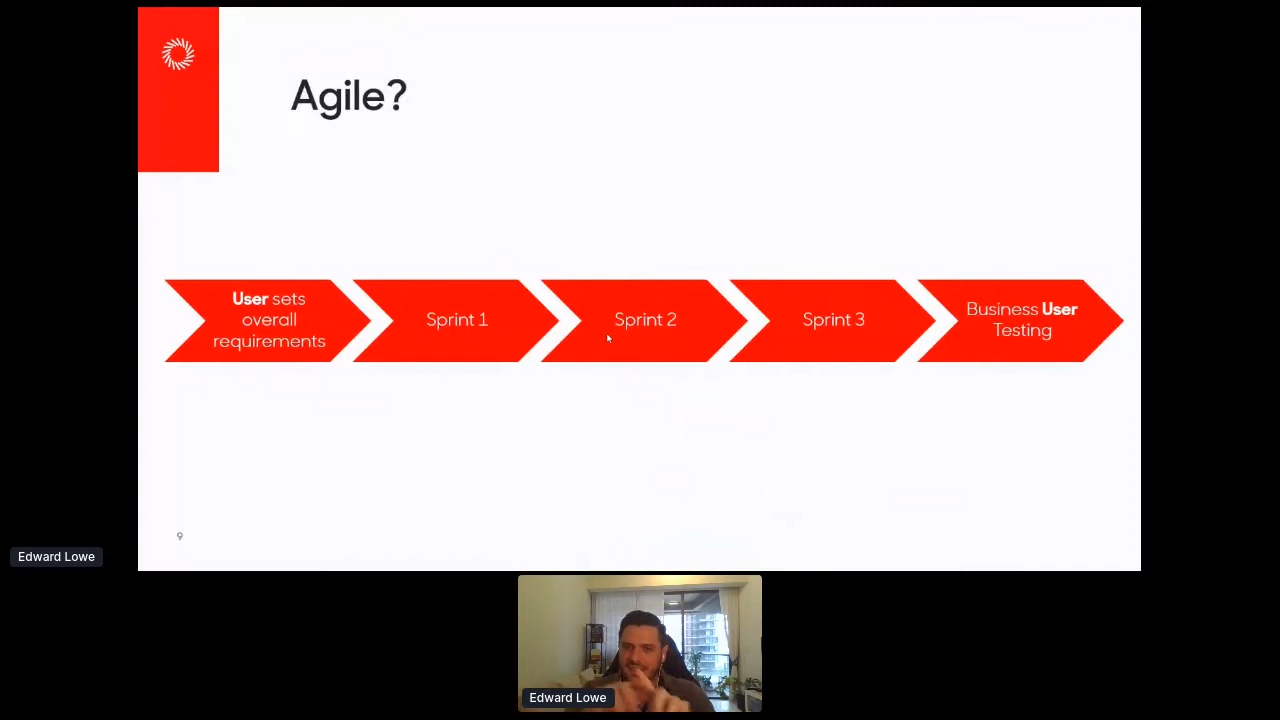 Agile?
User sets
overall
requirements
Sprint 1
Sprint 2
Sprint 3
Business User
Testing
9
Edward Lowe
Edward Lowe